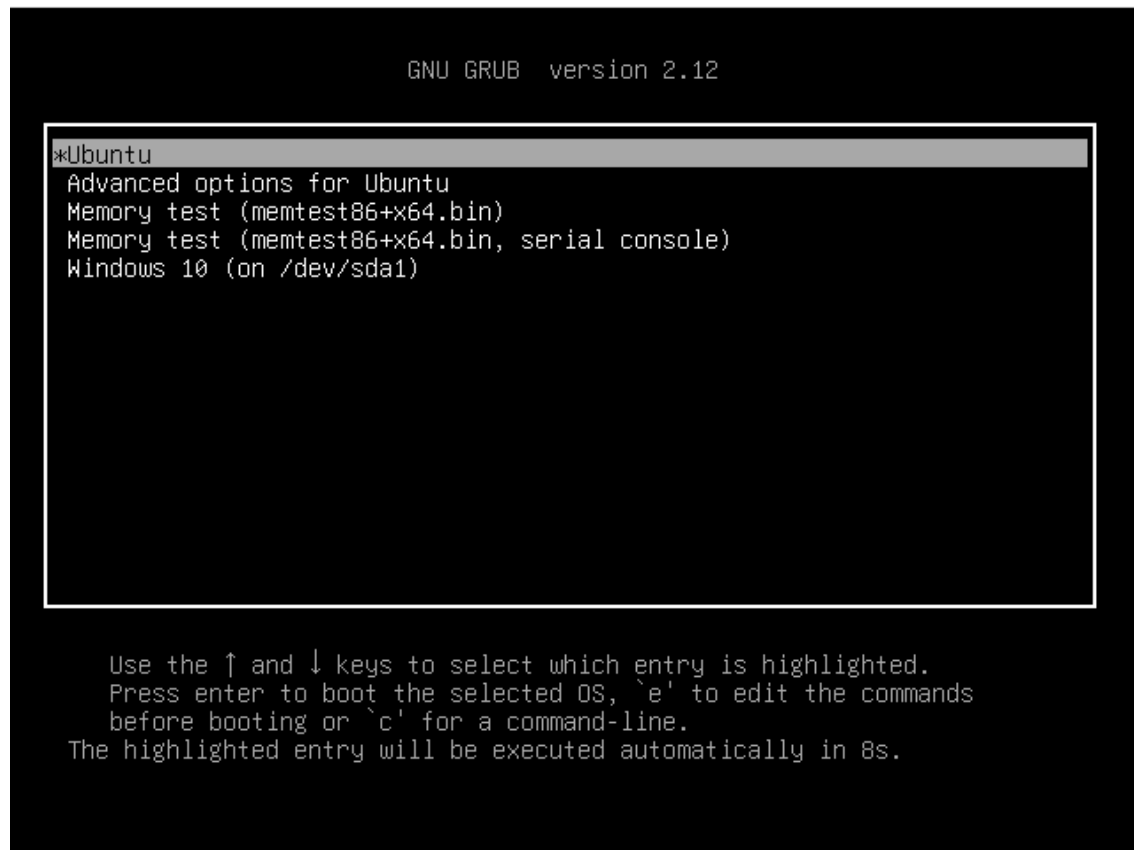 GNU GRUB  version 2.12
*Ubuntu
Advanced options for Ubuntu
Memory test (memtest86+x64.bin)
Memory test (memtest86+x64.bin, serial console)
Windows 10 (on /dev/sda1)
Use the ↑ and ↓ keys to select which entry is highlighted.
Press enter to boot the selected OS, `e' to edit the commands
before booting or `c' for a command-line.
The highlighted entry will be executed automatically in 8s.